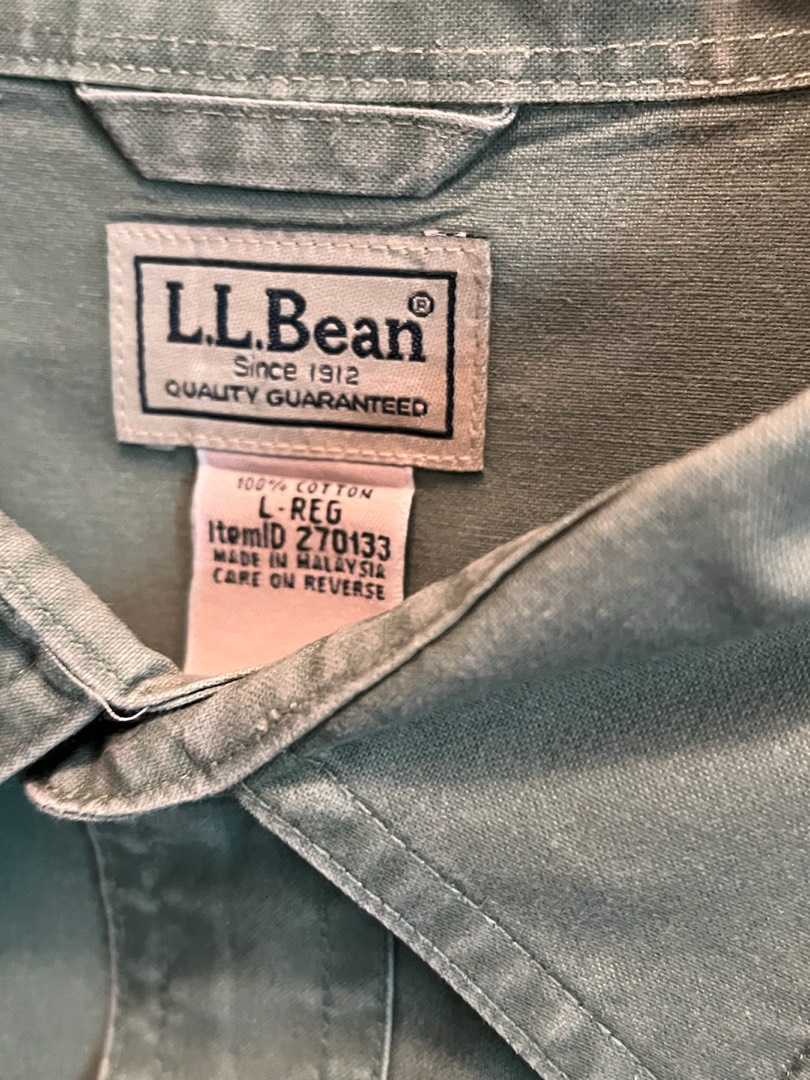 L.L.Bean®
Since 1912
QUALITY GUARANTEED
100% COTTON
L-REG
ItemID 270133
MADE IN MALAYSIA
CARE ON REVERSE